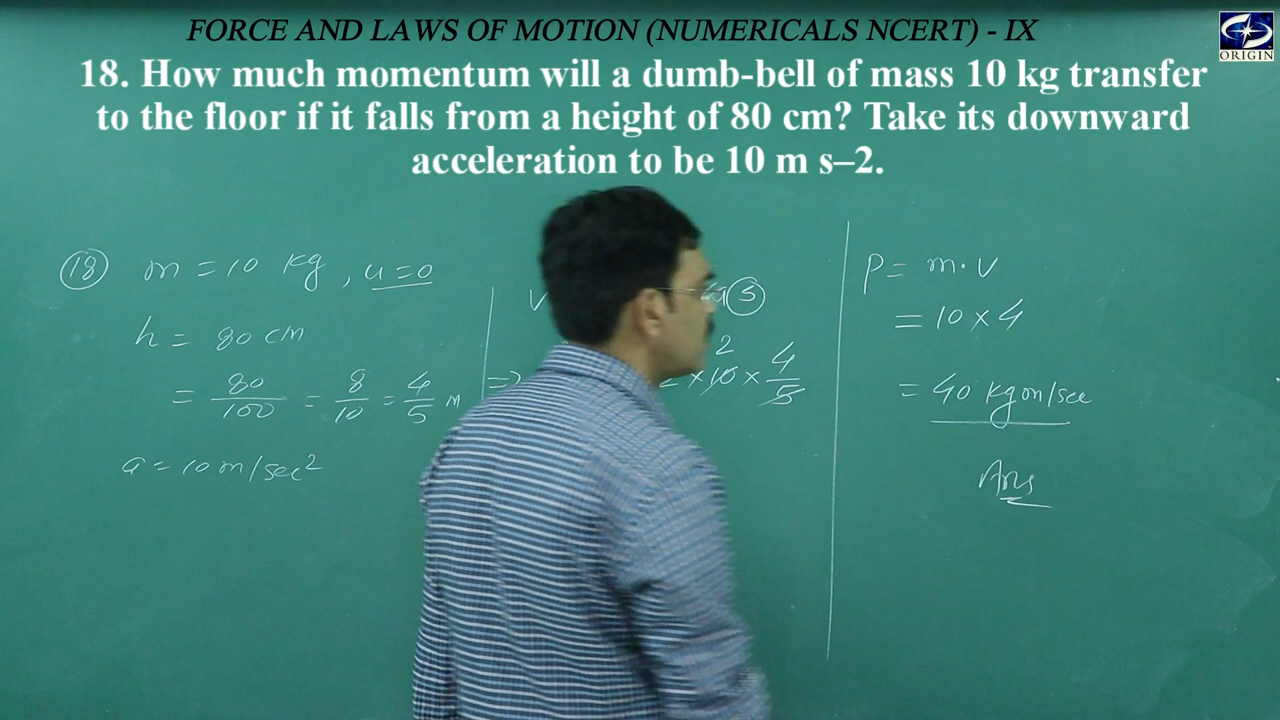 FORCE AND LAWS OF MOTION (NUMERICALS NCERT) - IX
ORIGIN
18. How much momentum will a dumb-bell of mass 10 kg transfer
to the floor if it falls from a height of 80 cm? Take its downward
acceleration to be 10 m s–2.
18 m = 10 kg, u = 0
h = 80 cm
= 80/100 = 8/10 = 4/5 m
a = 10 m/sec²
V
S
=>
2
× 10 × 4/5
P = m·V
= 10 × 4
= 40 kgm/sec
Ans